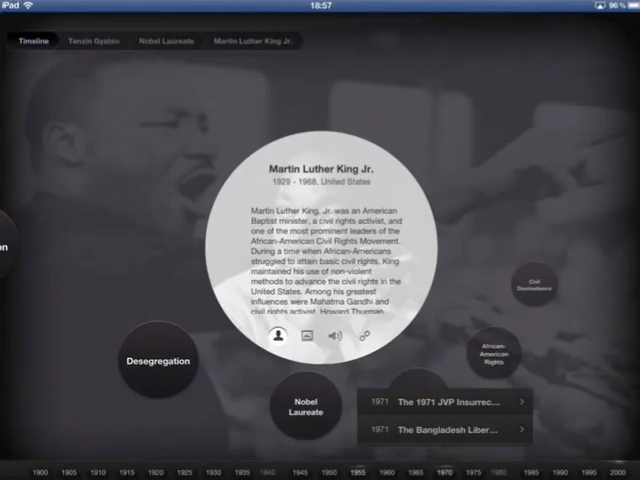 iPad
18:57
96%
Timeline
Tenzin Gyatso
Nobel Laureate
Martin Luther King Jr.
Martin Luther King Jr.
1929 - 1968, United States
Martin Luther King, Jr. was an American
Baptist minister, a civil rights activist, and
one of the most prominent leaders of the
African-American Civil Rights Movement.
During a time when African-Americans
struggled to attain basic civil rights, King
maintained his use of non-violent
methods to advance the civil rights in the
United States. Among his greatest
influences were Mahatma Gandhi and
civil rights activist, Howard Thurman
on
Civil
Disobedience
African-
American
Rights
Desegregation
Nobel
Laureate
1971 The 1971 JVP Insurrec...
1971 The Bangladesh Liber...
1900 1905 1910 1915 1920 1925 1930 1935 1940 1945 1950 1955 1960 1965 1970 1975 1980 1985 1990 1995 2000